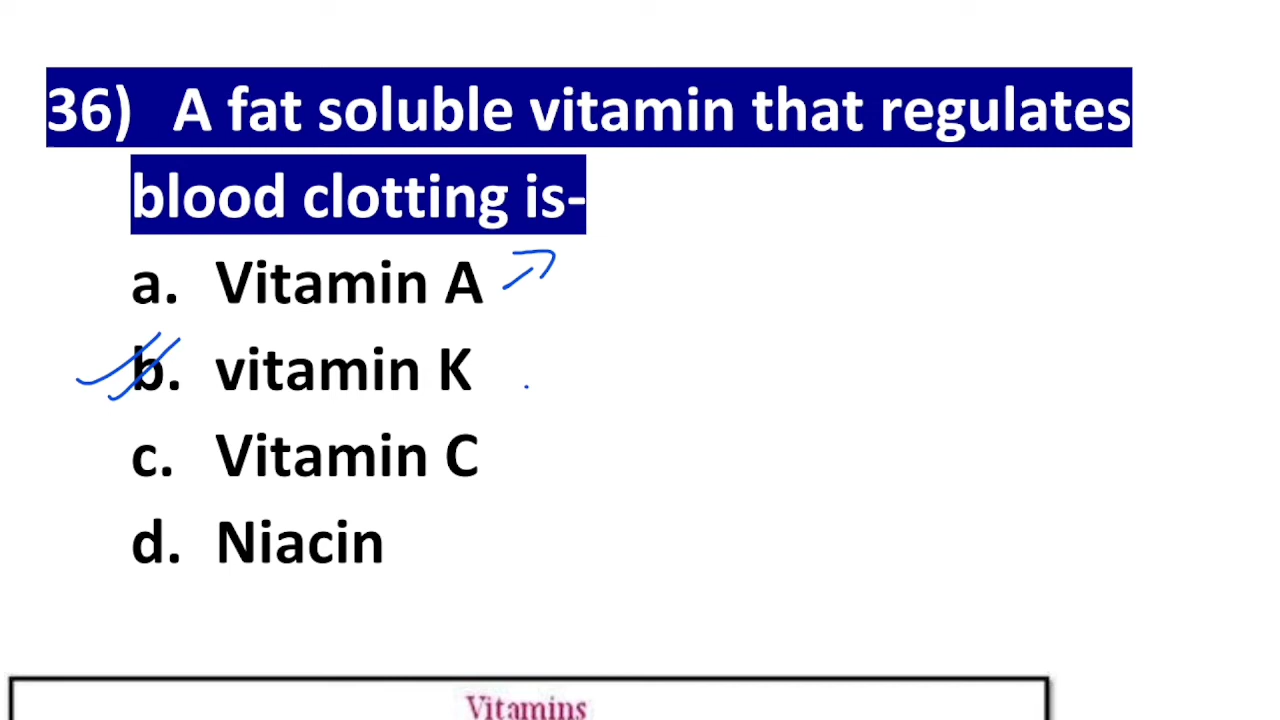 36) A fat soluble vitamin that regulates
blood clotting is-
a. Vitamin A
b. vitamin K
c. Vitamin C
d. Niacin
Vitamins